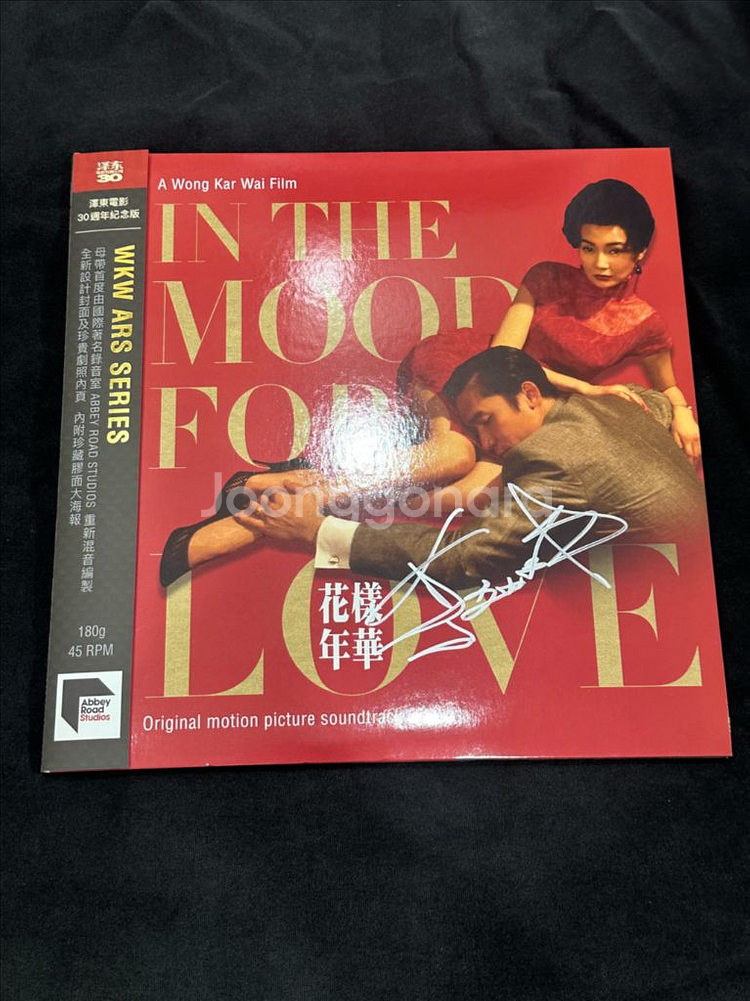 泽东
30
澤東電影
30週年紀念版
WKW ARS SERIES
母帶首度由國際著名錄音室 ABBEY ROAD STUDIOS 重新混音編製
全新設計封面及珍貴劇照內頁 內附珍藏膠面大海報
180g
45 RPM
Abbey
Road
Studios
A Wong Kar Wai Film
IN THE
MOOD
FOR
LOVE
花樣
年華
Original motion picture soundtrack
Joonggonara